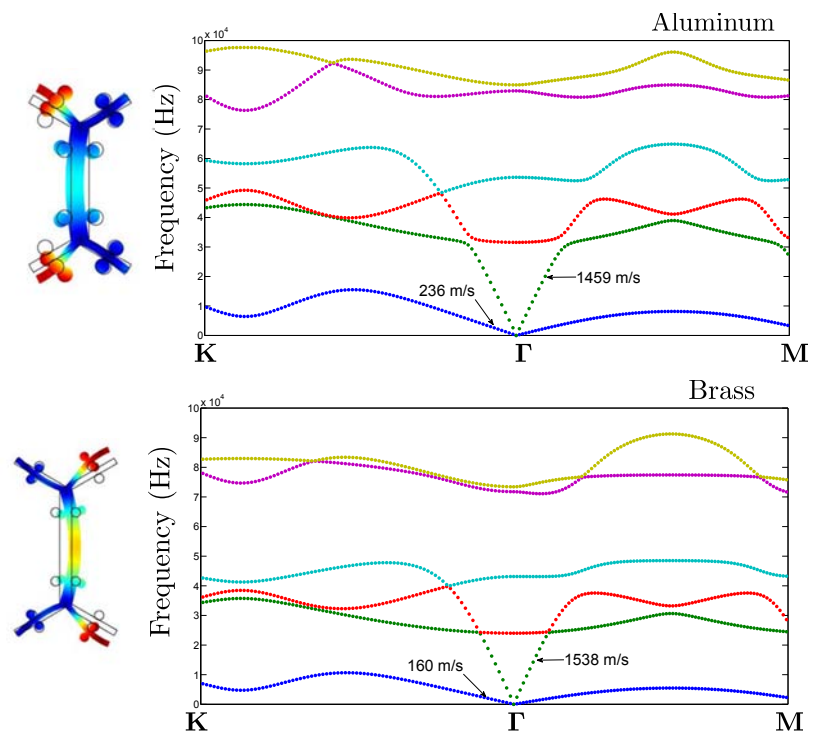 Aluminum
10 x 10⁴
9
8
7
6
5
4
3
2
1
0
Frequency (Hz)
236 m/s
1459 m/s
K Γ M
Brass
10 x 10⁴
9
8
7
6
5
4
3
2
1
0
Frequency (Hz)
160 m/s
1538 m/s
K Γ M